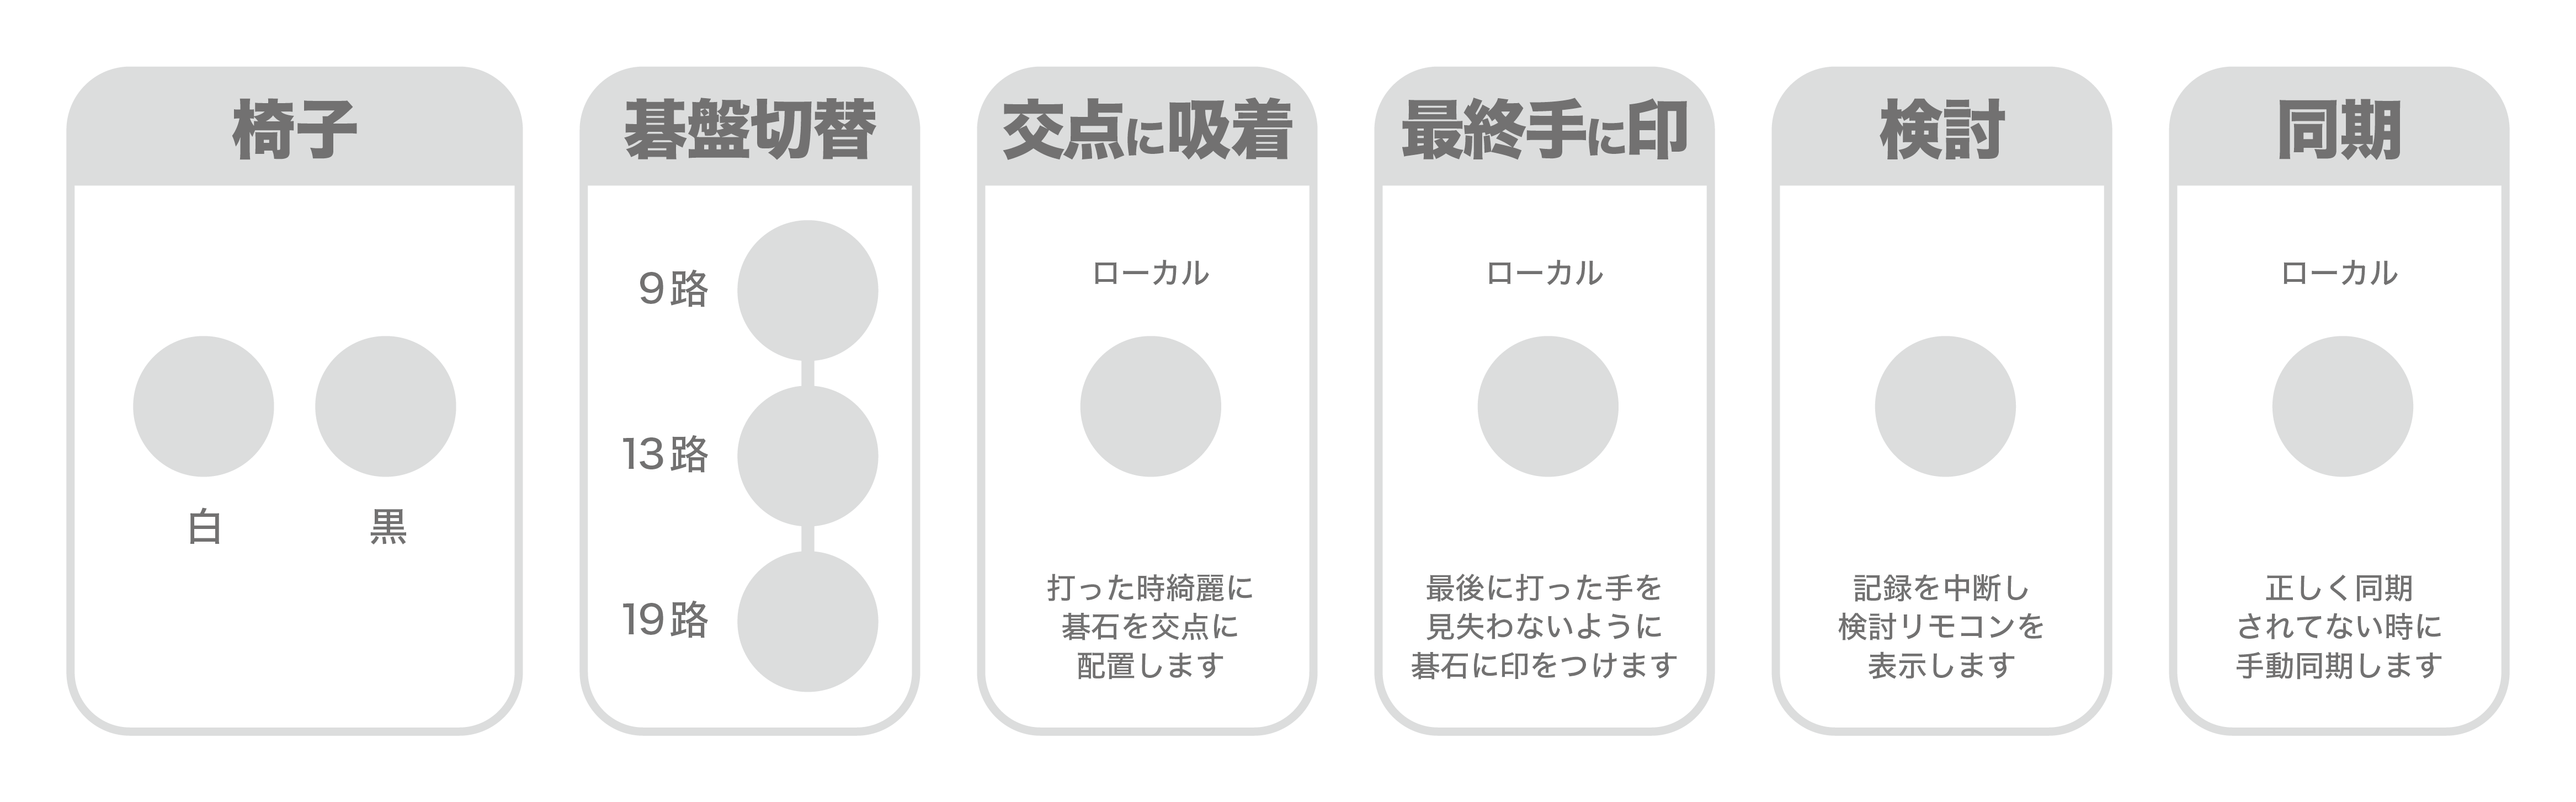 椅子
白
黒
碁盤切替
9路
13路
19路
交点に吸着
ローカル
打った時綺麗に
碁石を交点に
配置します
最終手に印
ローカル
最後に打った手を
見失わないように
碁石に印をつけます
検討
記録を中断し
検討リモコンを
表示します
同期
ローカル
正しく同期
されてない時に
手動同期します